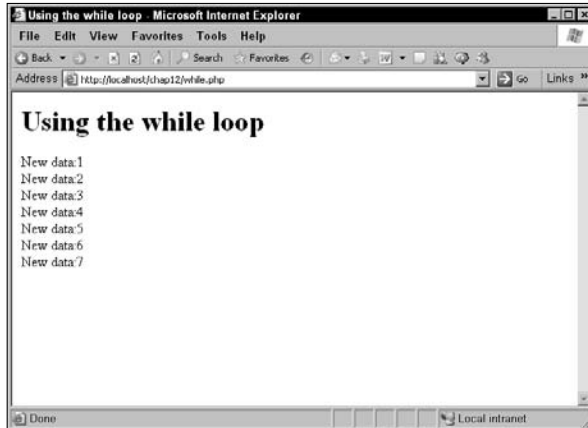 Using the while loop - Microsoft Internet Explorer
File Edit View Favorites Tools Help
Back Search Favorites
Address http://localhost/chap12/while.php Go Links »
Using the while loop
New data:1
New data:2
New data:3
New data:4
New data:5
New data:6
New data:7
Done Local intranet